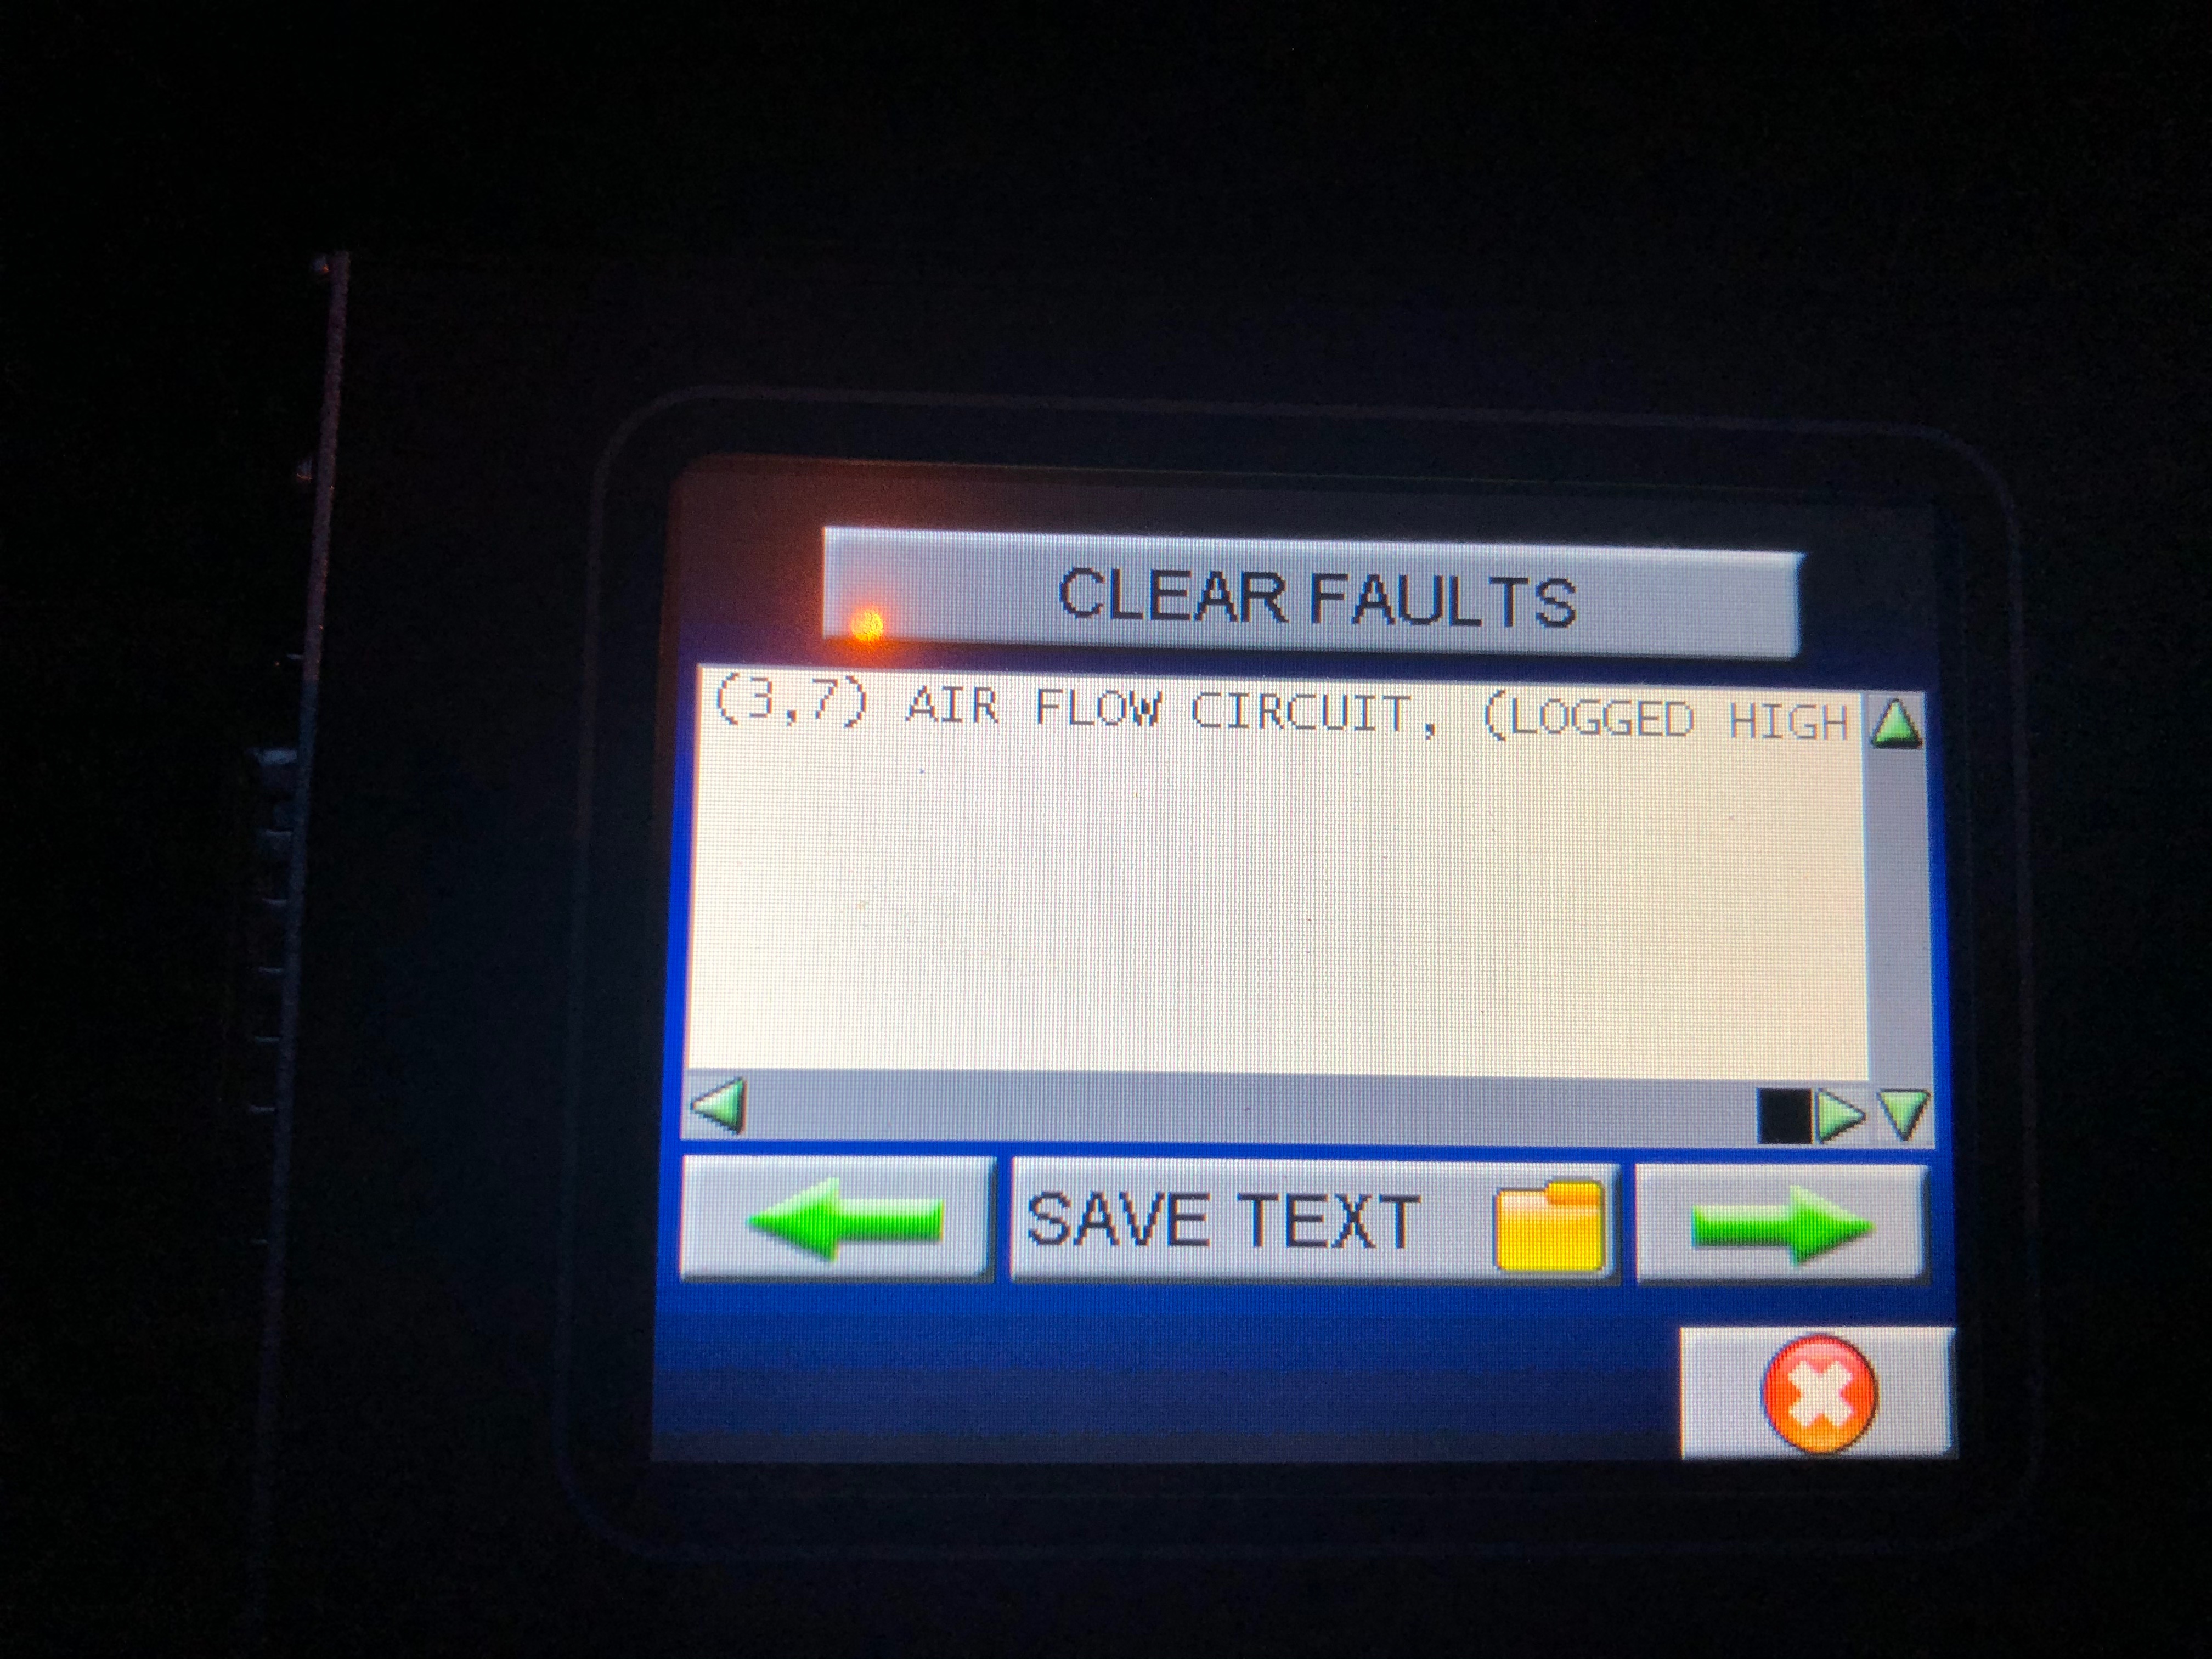 CLEAR FAULTS
(3,7) AIR FLOW CIRCUIT, (LOGGED HIGH
SAVE TEXT